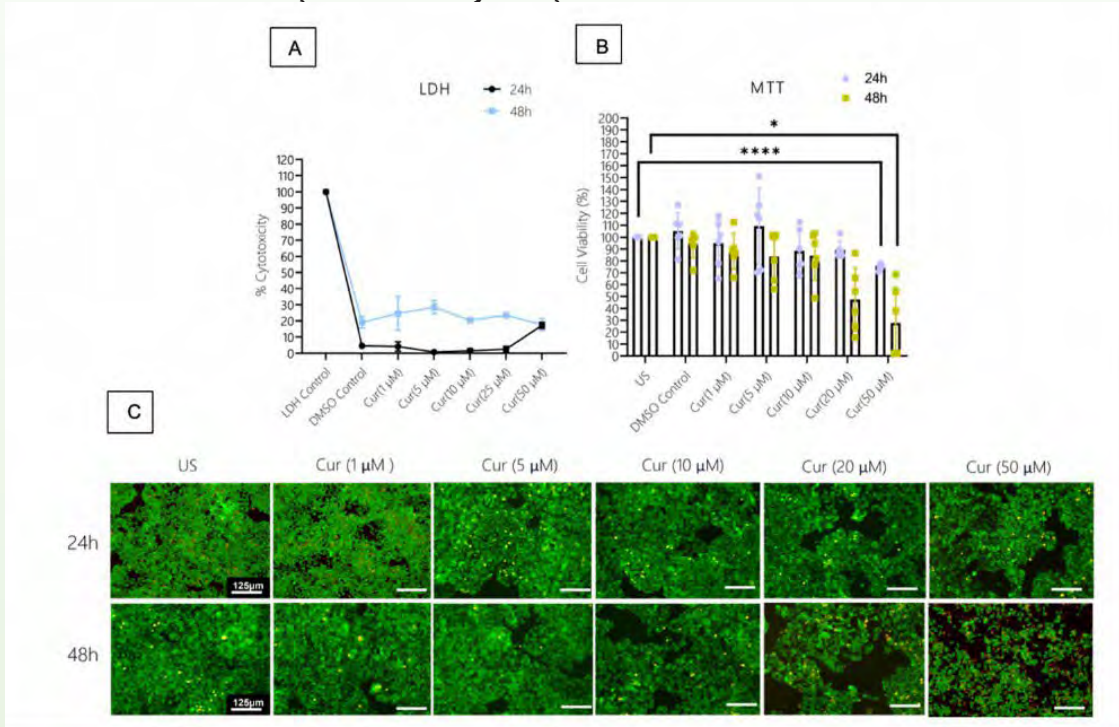 A
LDH
24h
48h
% Cytotoxicity
120
110
100
90
80
70
60
50
40
30
20
10
0
LDH Control
DMSO Control
Cur(1 μM)
Cur(5 μM)
Cur(10 μM)
Cur(25 μM)
Cur(50 μM)
B
MTT
24h
48h
*
****
Cell Viability (%)
200
190
180
170
160
150
140
130
120
110
100
90
80
70
60
50
40
30
20
10
0
US
DMSO Control
Cur(1 μM)
Cur(5 μM)
Cur(10 μM)
Cur(20 μM)
Cur(50 μM)
C
US
Cur (1 μM )
Cur (5 μM)
Cur (10 μM)
Cur (20 μM)
Cur (50 μM)
24h
125μm
48h
125μm